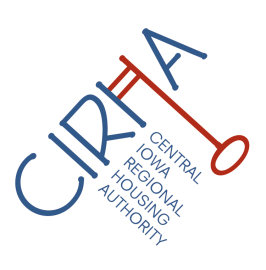 CIRHA
CENTRAL
IOWA
REGIONAL
HOUSING
AUTHORITY